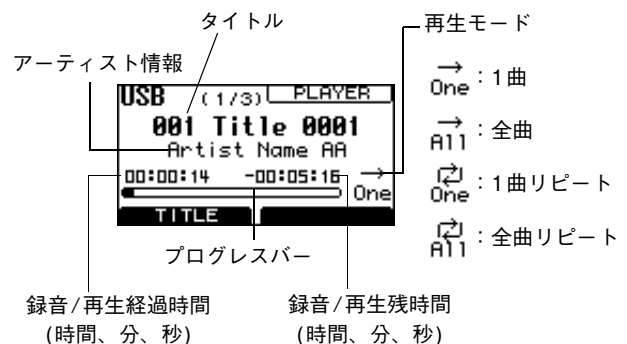 タイトル
再生モード
アーティスト情報
USB (1/3) PLAYER
001 Title 0001
Artist Name AA
00:00:14 -00:05:16
→ One
TITLE
プログレスバー
録音/再生経過時間
(時間、分、秒)
録音/再生残時間
(時間、分、秒)
One：1曲
All：全曲
One：1曲リピート
All：全曲リピート